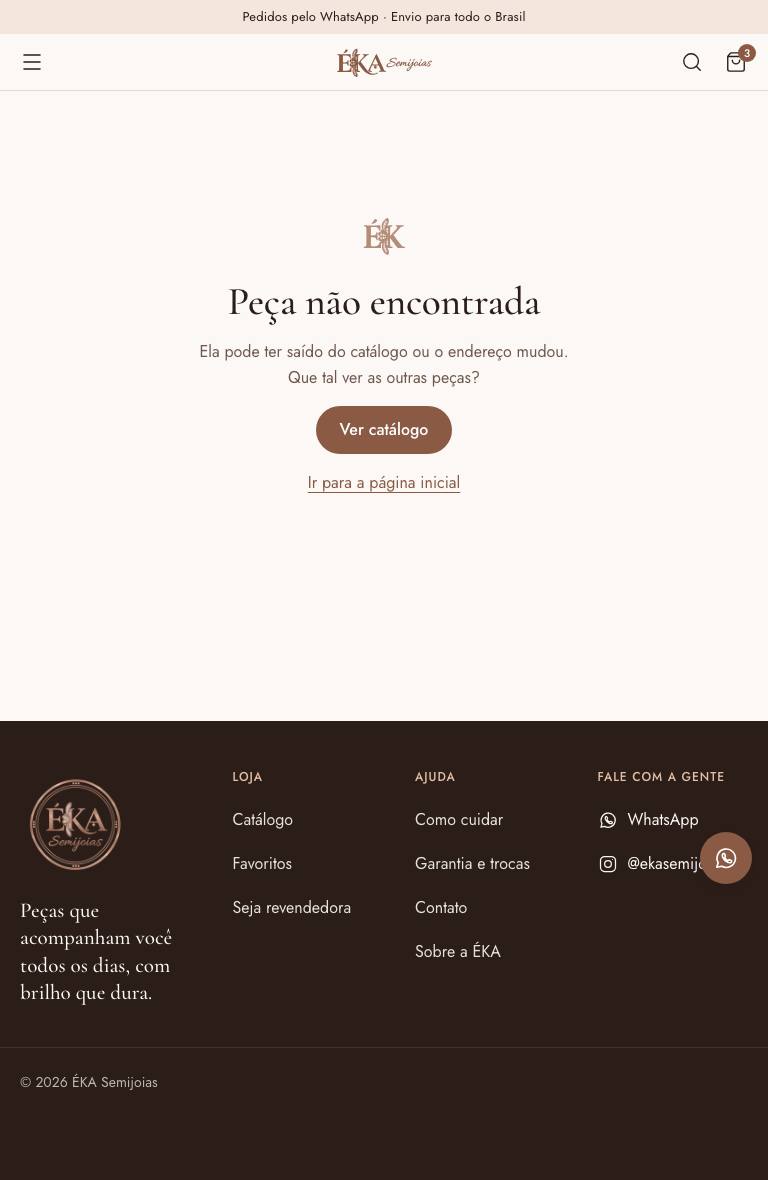 Pedidos pelo WhatsApp · Envio para todo o Brasil
ÉKA Semijoias
3
ÉK
Peça não encontrada
Ela pode ter saído do catálogo ou o endereço mudou.
Que tal ver as outras peças?
Ver catálogo
Ir para a página inicial
ÉKA
Semijoias
Peças que
acompanham você
todos os dias, com
brilho que dura.
LOJA
Catálogo
Favoritos
Seja revendedora
AJUDA
Como cuidar
Garantia e trocas
Contato
Sobre a ÉKA
FALE COM A GENTE
WhatsApp
© 2026 ÉKA Semijoias